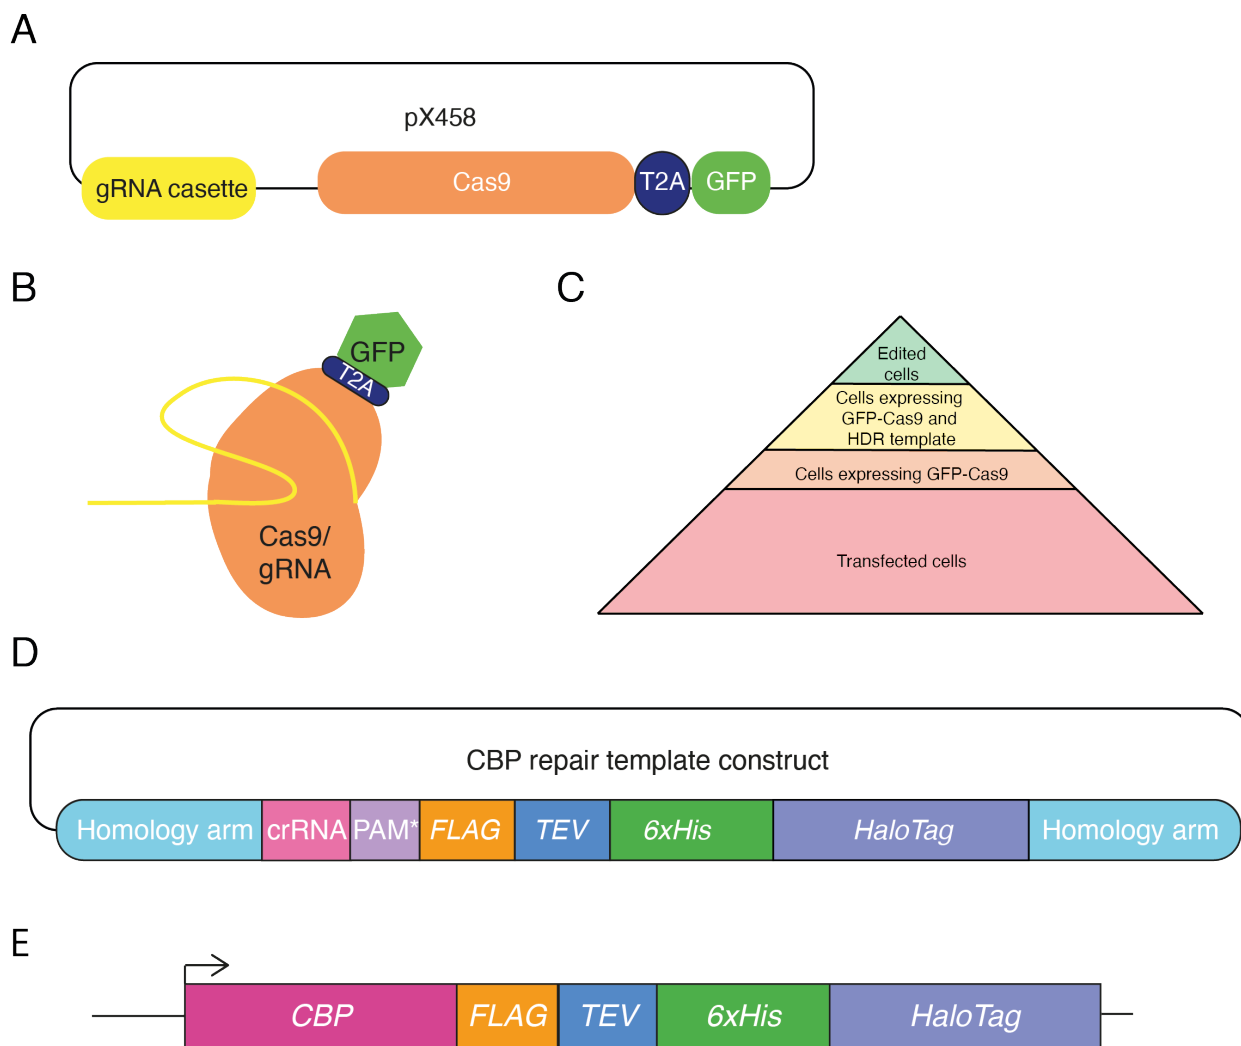 A
pX458
gRNA casette
Cas9
T2A
GFP
B
GFP
T2A
Cas9/
gRNA
C
Edited
cells
Cells expressing
GFP-Cas9 and
HDR template
Cells expressing GFP-Cas9
Transfected cells
D
CBP repair template construct
Homology arm crRNA PAM* FLAG TEV 6xHis HaloTag Homology arm
E
CBP FLAG TEV 6xHis HaloTag